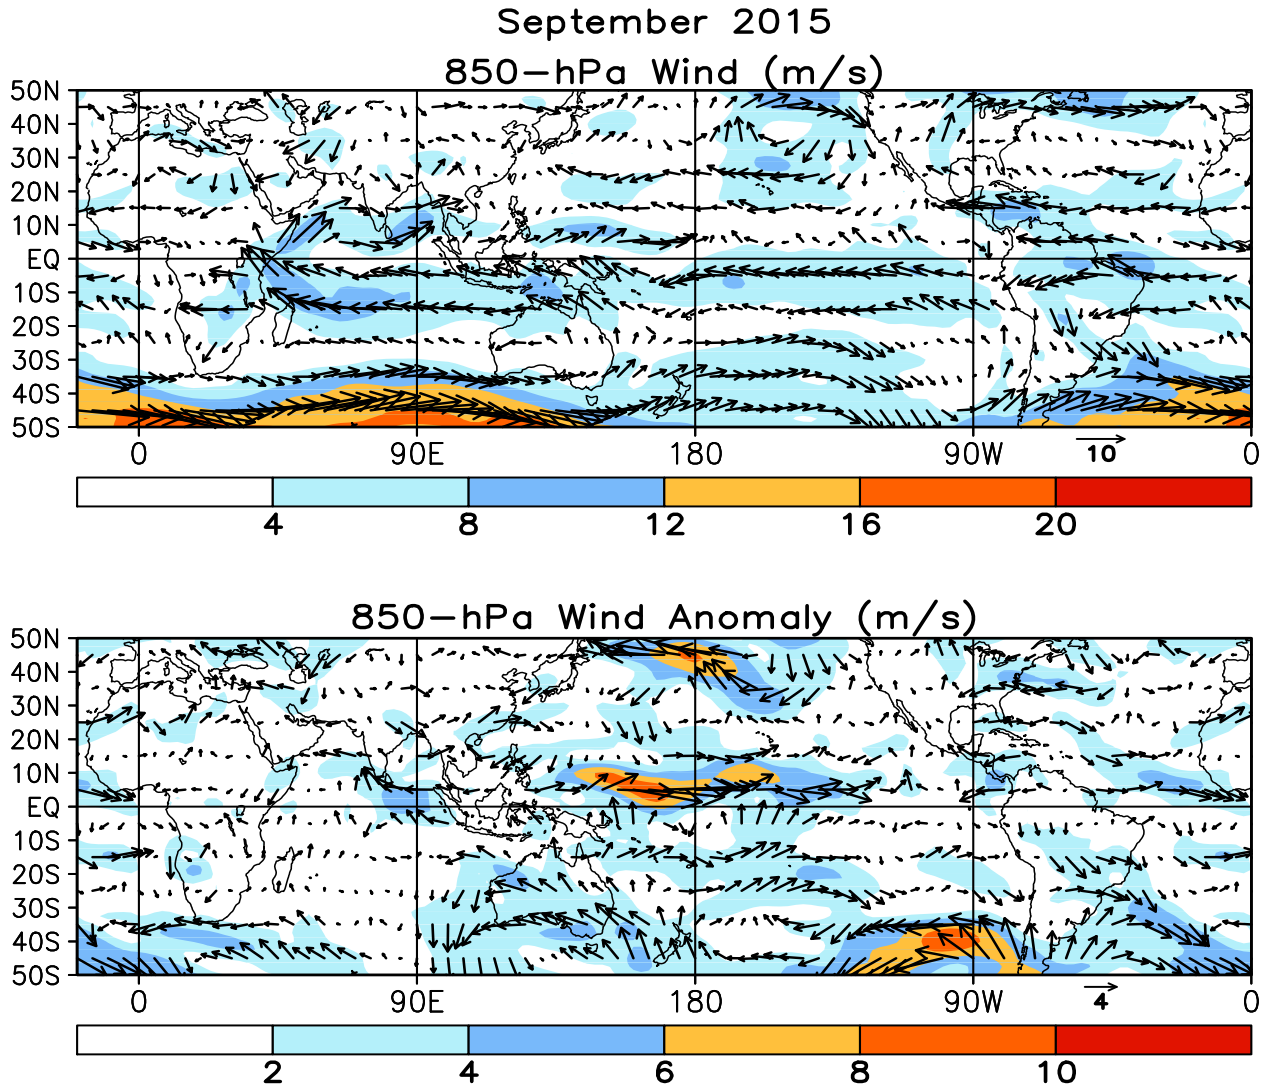 September 2015
850-hPa Wind (m/s)
50N
40N
30N
20N
10N
EQ
10S
20S
30S
40S
50S
0 90E 180 90W 0
10
4 8 12 16 20
850-hPa Wind Anomaly (m/s)
50N
40N
30N
20N
10N
EQ
10S
20S
30S
40S
50S
0 90E 180 90W 0
4
2 4 6 8 10